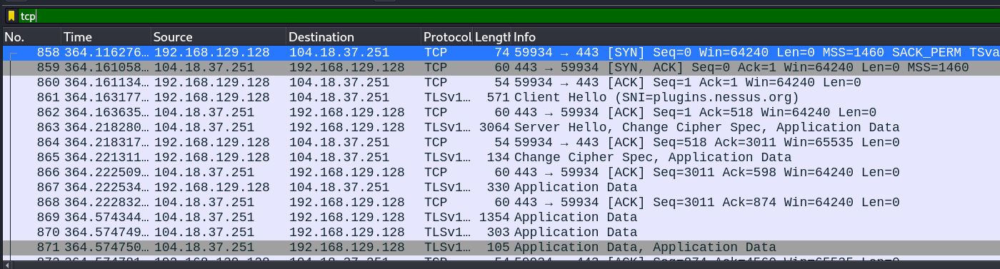 tcp
No. Time Source Destination Protocol Lengtl Info
858 364.116276… 192.168.129.128 104.18.37.251 TCP 74 59934 → 443 [SYN] Seq=0 Win=64240 Len=0 MSS=1460 SACK_PERM TSva
859 364.161058… 104.18.37.251 192.168.129.128 TCP 60 443 → 59934 [SYN, ACK] Seq=0 Ack=1 Win=64240 Len=0 MSS=1460
860 364.161134… 192.168.129.128 104.18.37.251 TCP 54 59934 → 443 [ACK] Seq=1 Ack=1 Win=64240 Len=0
861 364.163177… 192.168.129.128 104.18.37.251 TLSv1… 571 Client Hello (SNI=plugins.nessus.org)
862 364.163635… 104.18.37.251 192.168.129.128 TCP 60 443 → 59934 [ACK] Seq=1 Ack=518 Win=64240 Len=0
863 364.218280… 104.18.37.251 192.168.129.128 TLSv1… 3064 Server Hello, Change Cipher Spec, Application Data
864 364.218317… 192.168.129.128 104.18.37.251 TCP 54 59934 → 443 [ACK] Seq=518 Ack=3011 Win=65535 Len=0
865 364.221311… 192.168.129.128 104.18.37.251 TLSv1… 134 Change Cipher Spec, Application Data
866 364.222509… 104.18.37.251 192.168.129.128 TCP 60 443 → 59934 [ACK] Seq=3011 Ack=598 Win=64240 Len=0
867 364.222534… 192.168.129.128 104.18.37.251 TLSv1… 330 Application Data
868 364.222832… 104.18.37.251 192.168.129.128 TCP 60 443 → 59934 [ACK] Seq=3011 Ack=874 Win=64240 Len=0
869 364.574344… 104.18.37.251 192.168.129.128 TLSv1… 1354 Application Data
870 364.574749… 104.18.37.251 192.168.129.128 TLSv1… 303 Application Data
871 364.574750… 104.18.37.251 192.168.129.128 TLSv1… 105 Application Data, Application Data